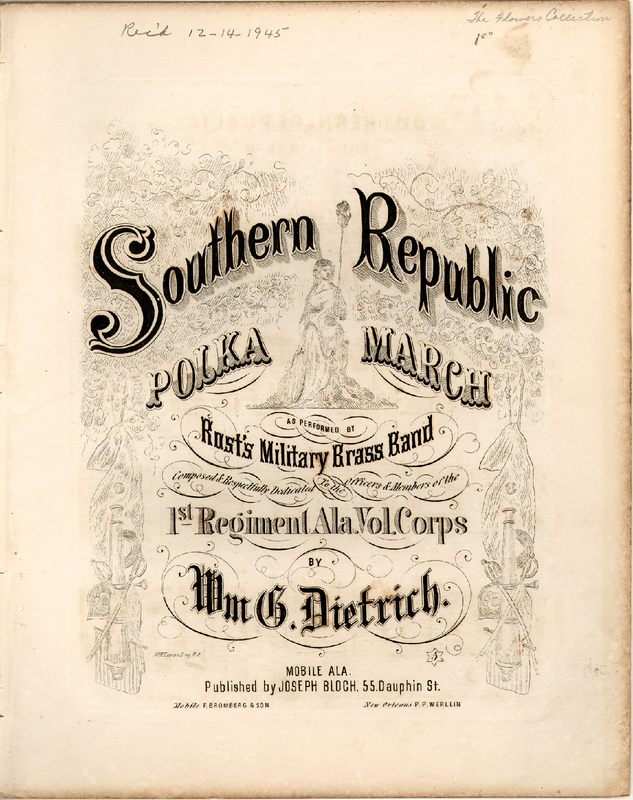 The Flowers Collection
Rec'd 12-14-1945
Southern Republic
POLKA MARCH
AS PERFORMED BY
Rost's Military Brass Band
Composed & Respectfully Dedicated To the Officers & Members of the
1st Regiment Ala. Vol. Corps
BY
Wm G. Dietrich.
MOBILE ALA.
Published by JOSEPH BLOCH, 55. Dauphin St.
Mobile F. BROMBERG & SON New Orleans P. P. WERLEIN